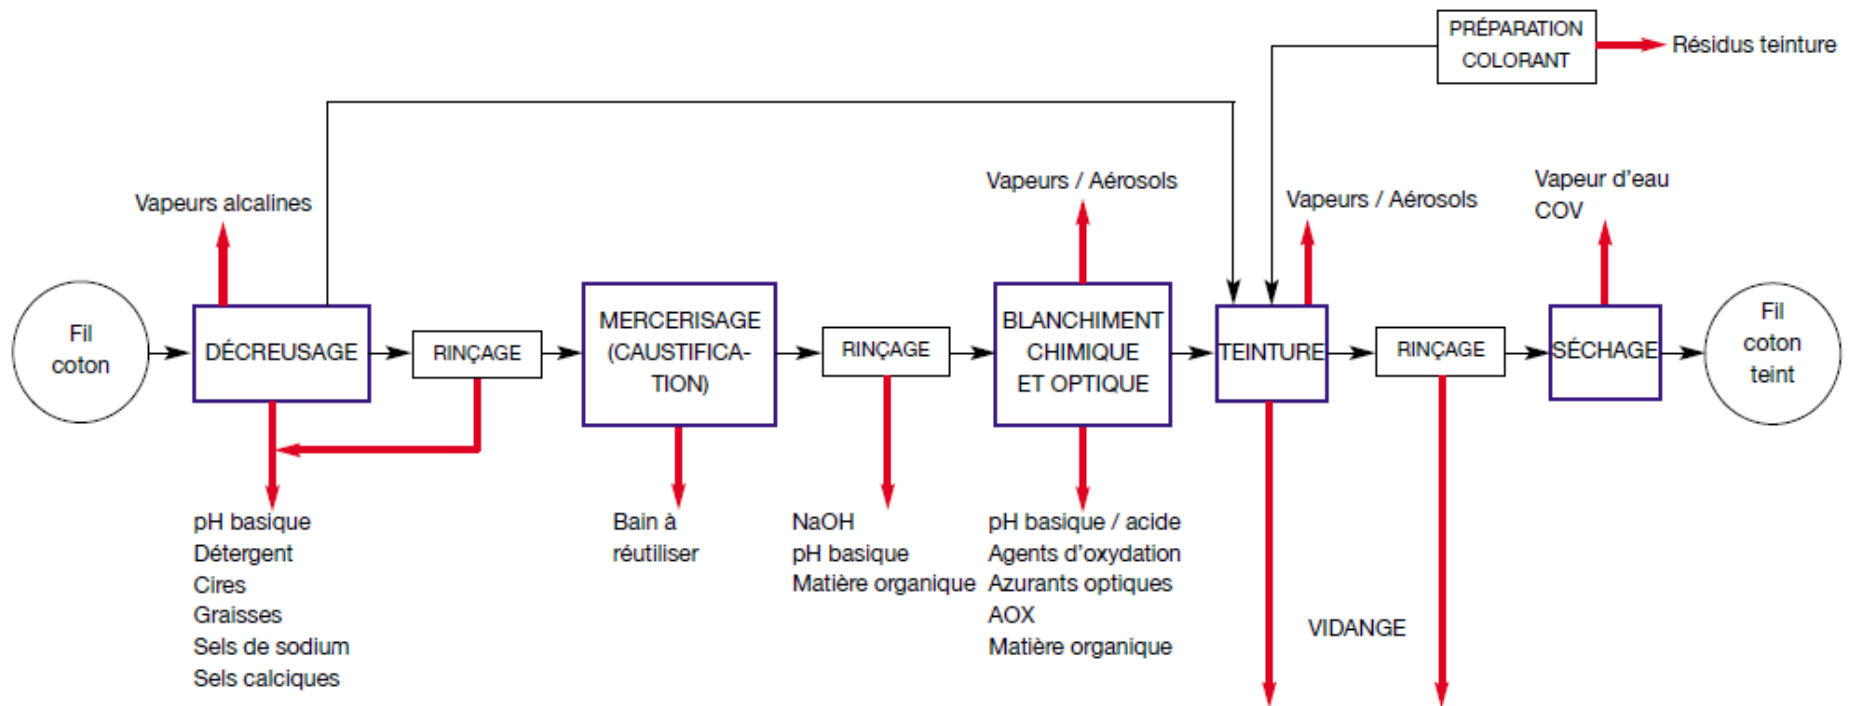 PRÉPARATION
COLORANT
Résidus teinture
Vapeurs alcalines
Vapeurs / Aérosols
Vapeurs / Aérosols
Vapeur d'eau
COV
Fil
coton
DÉCREUSAGE
RINÇAGE
MERCERISAGE
(CAUSTIFICA-
TION)
RINÇAGE
BLANCHIMENT
CHIMIQUE
ET OPTIQUE
TEINTURE
RINÇAGE
SÉCHAGE
Fil
coton
teint
pH basique
Détergent
Cires
Graisses
Sels de sodium
Sels calciques
Bain à
réutiliser
NaOH
pH basique
Matière organique
pH basique / acide
Agents d'oxydation
Azurants optiques
AOX
Matière organique
VIDANGE